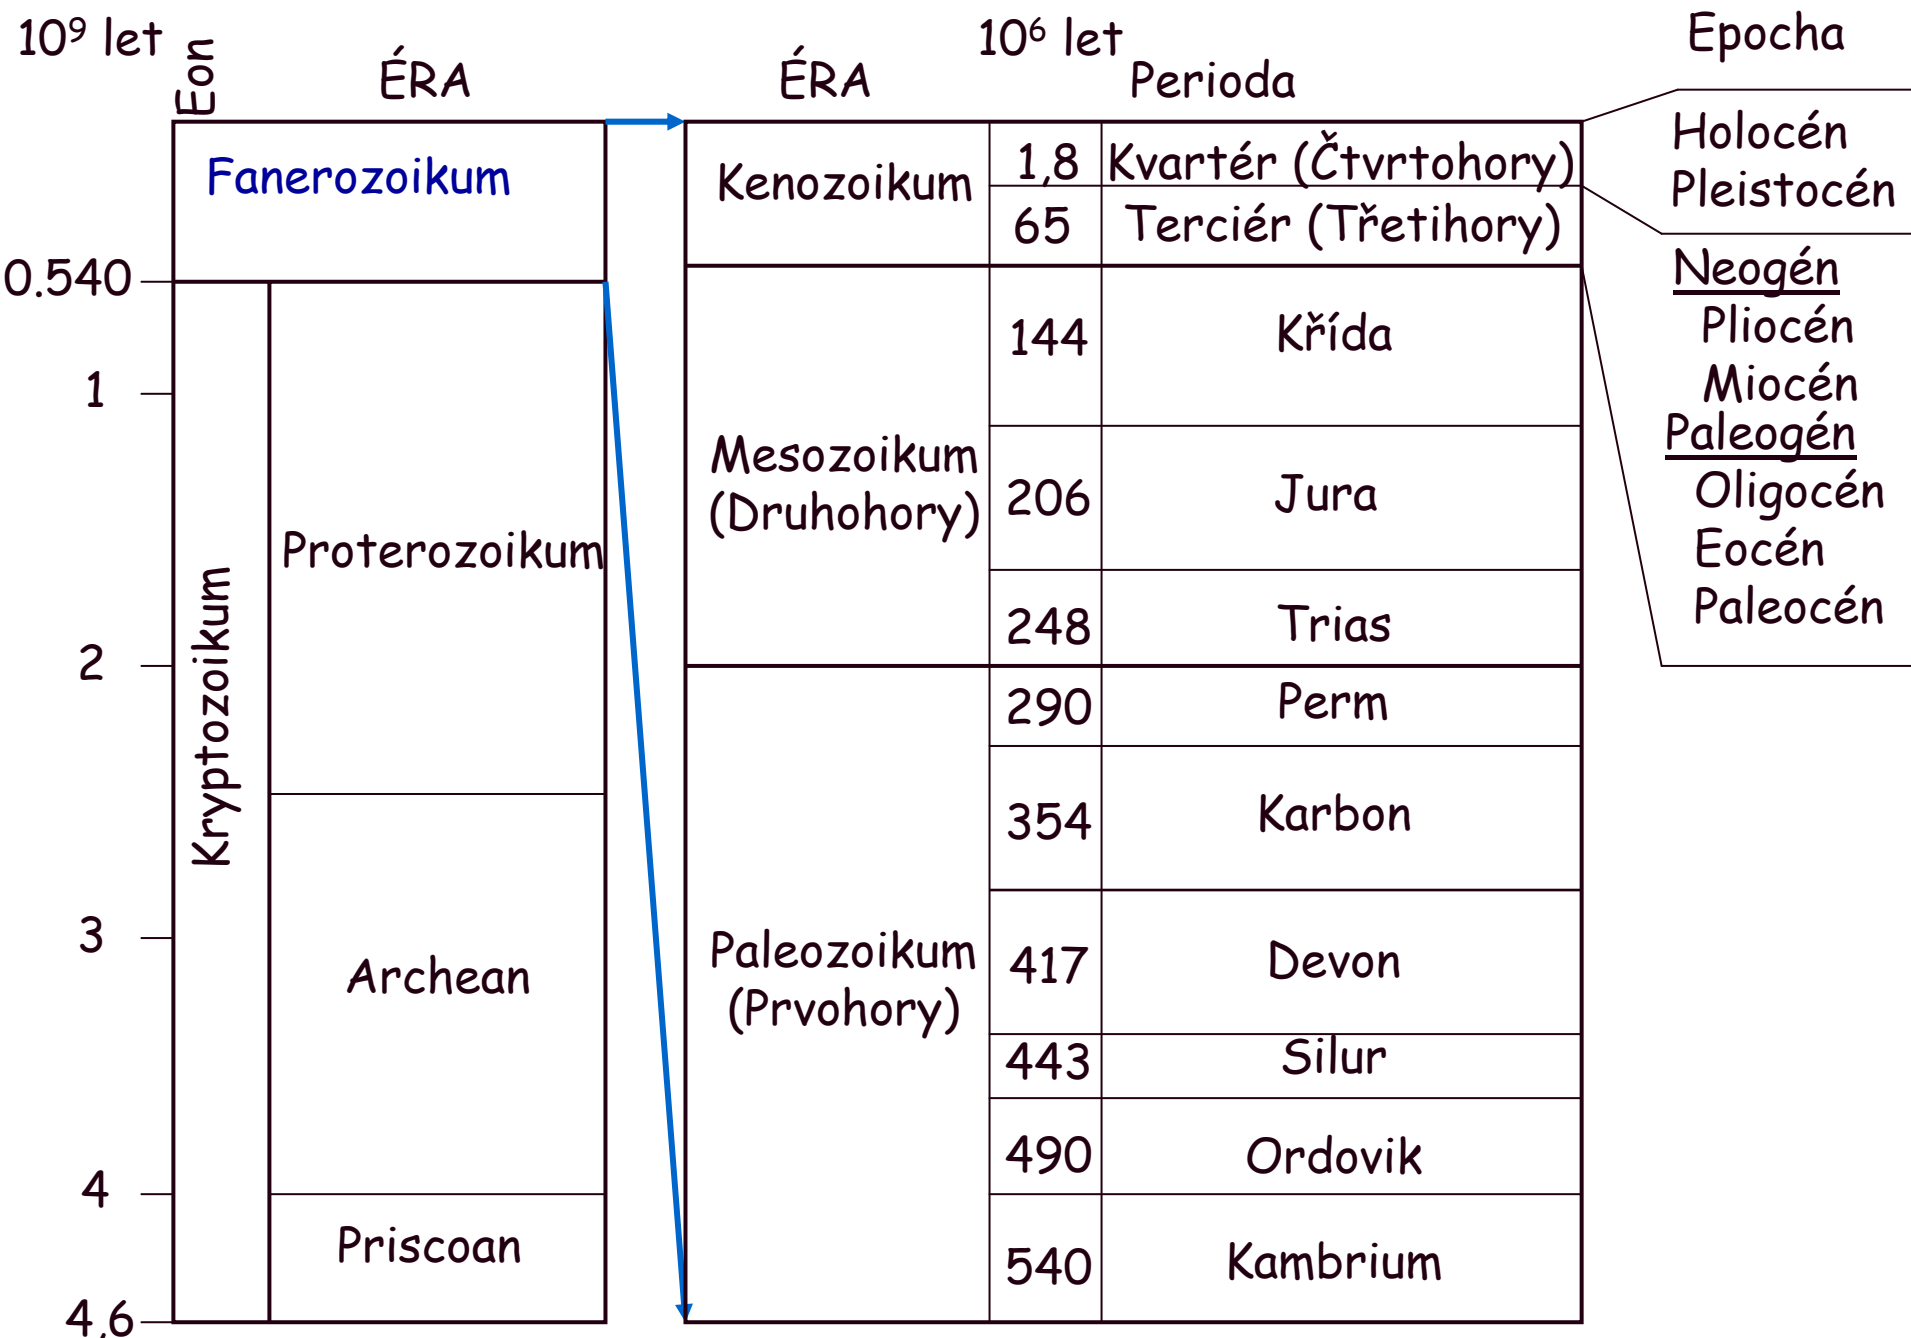 10⁹ let
Eon
ÉRA
ÉRA
10⁶ let
Perioda
Epocha
Fanerozoikum
0.540
1
2
3
4
4,6
Kryptozoikum
Proterozoikum
Archean
Priscoan
Kenozoikum
1,8 Kvartér (Čtvrtohory)
65 Terciér (Třetihory)
Mesozoikum
(Druhohory)
144 Křída
206 Jura
248 Trias
Paleozoikum
(Prvohory)
290 Perm
354 Karbon
417 Devon
443 Silur
490 Ordovik
540 Kambrium
Holocén
Pleistocén
Neogén
Pliocén
Miocén
Paleogén
Oligocén
Eocén
Paleocén